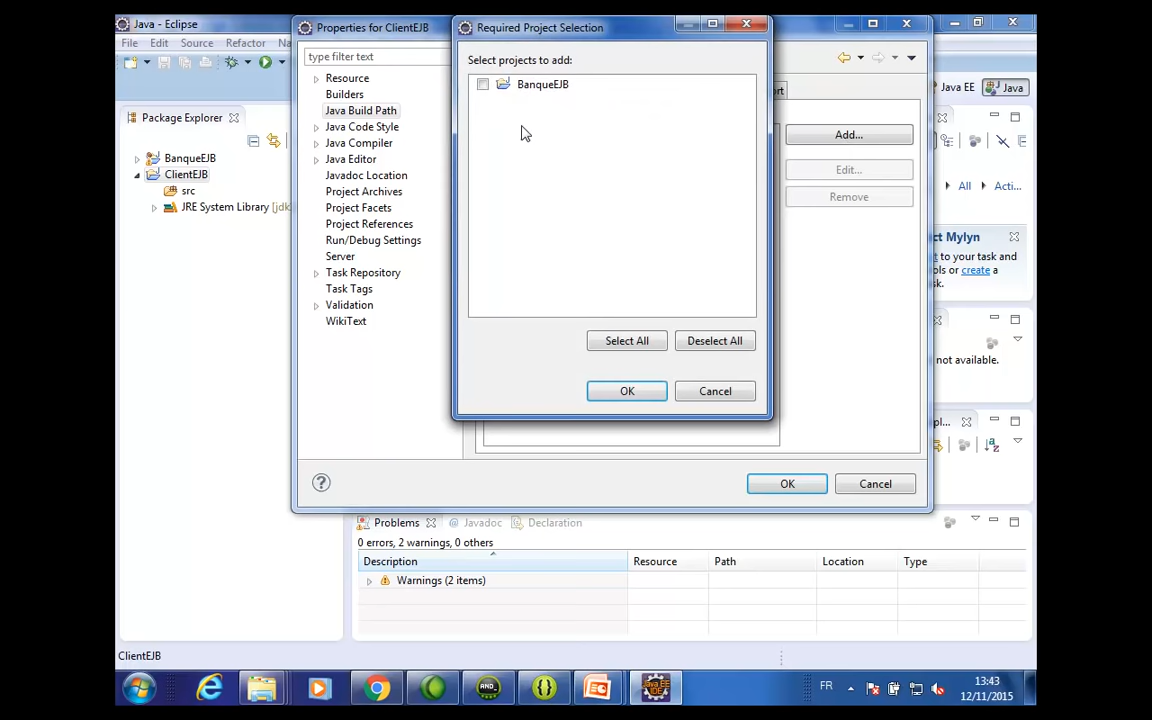 Java - Eclipse
Properties for ClientEJB
Required Project Selection
File Edit Source Refactor
type filter text
Select projects to add:
BanqueEJB
Resource
Builders
Java Build Path
Java Code Style
Java Compiler
Java Editor
Javadoc Location
Project Archives
Project Facets
Project References
Run/Debug Settings
Server
Task Repository
Task Tags
Validation
WikiText
Java EE
Java
Package Explorer
BanqueEJB
ClientEJB
src
JRE System Library [jdk
Add...
Edit...
Remove
All
Acti...
ct Mylyn
to your task and
ols or create a
sk.
not available.
Select All
Deselect All
OK
Cancel
OK
Cancel
Problems
@ Javadoc
Declaration
0 errors, 2 warnings, 0 others
Description Resource Path Location Type
Warnings (2 items)
ClientEJB
FR
13:43
12/11/2015